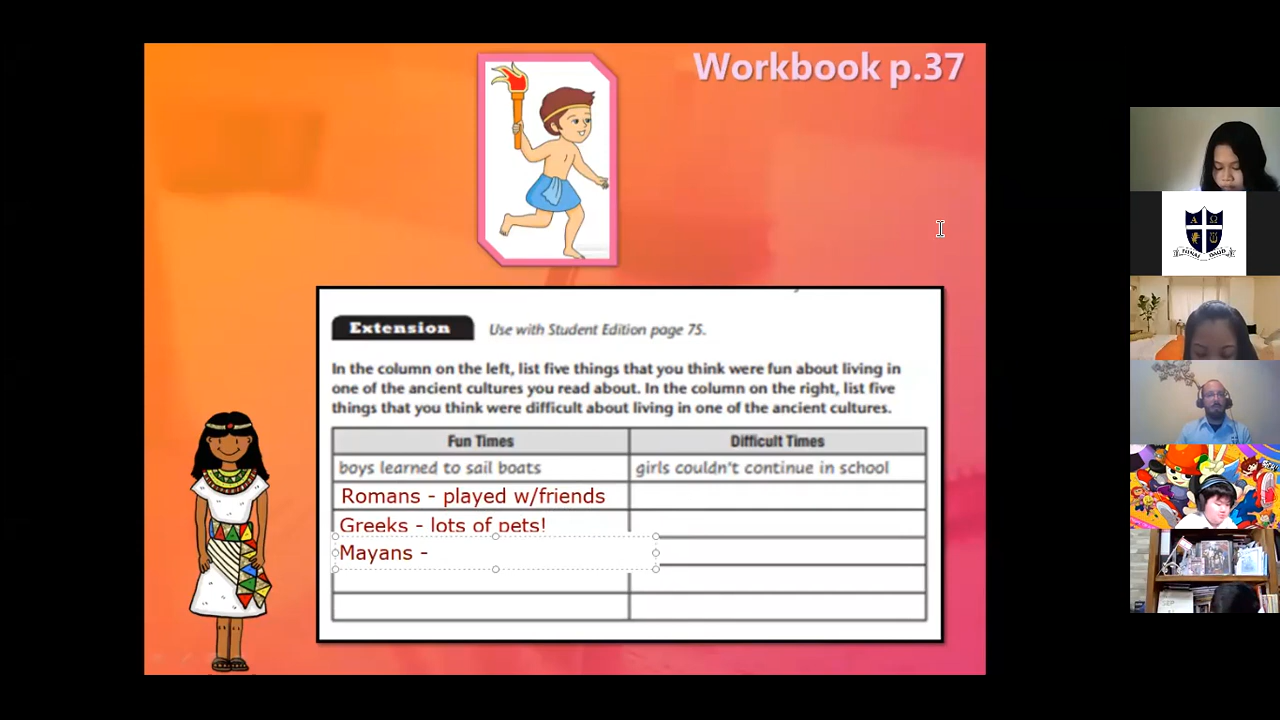 Workbook p.37
Extension
Use with Student Edition page 75.
In the column on the left, list five things that you think were fun about living in
one of the ancient cultures you read about. In the column on the right, list five
things that you think were difficult about living in one of the ancient cultures.
Fun Times
Difficult Times
boys learned to sail boats
girls couldn't continue in school
Romans - played w/friends
Greeks - lots of pets!
Mayans -